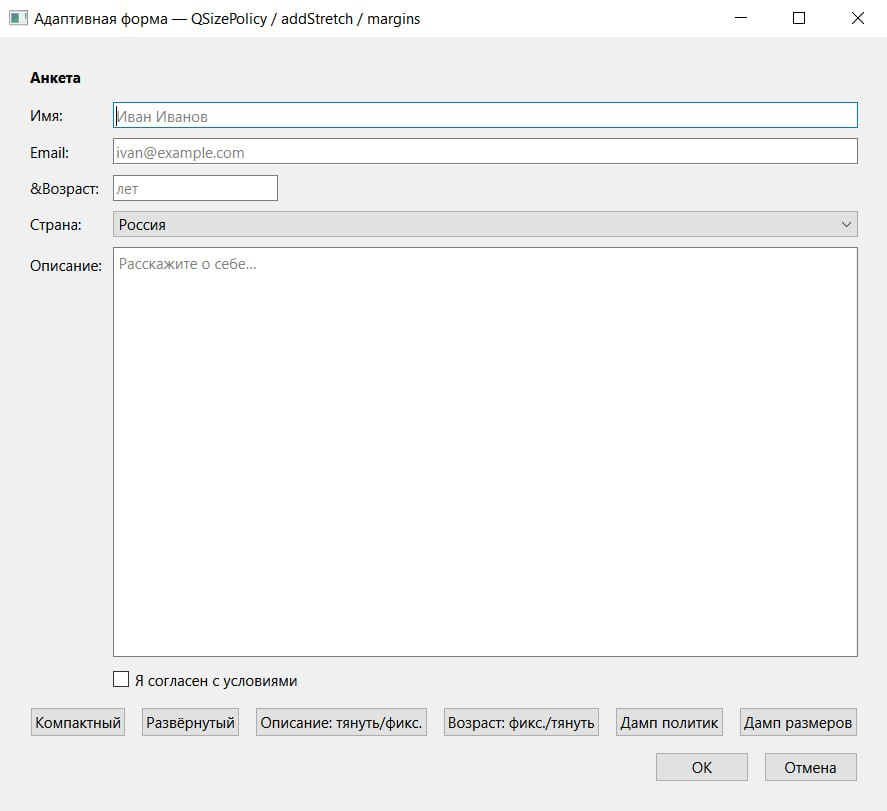 Адаптивная форма — QSizePolicy / addStretch / margins
Анкета
Имя: Иван Иванов
Email: ivan@example.com
&Возраст: лет
Страна: Россия
Описание: Расскажите о себе...
Я согласен с условиями
Компактный Развёрнутый Описание: тянуть/фикс. Возраст: фикс./тянуть Дамп политик Дамп размеров
OK Отмена